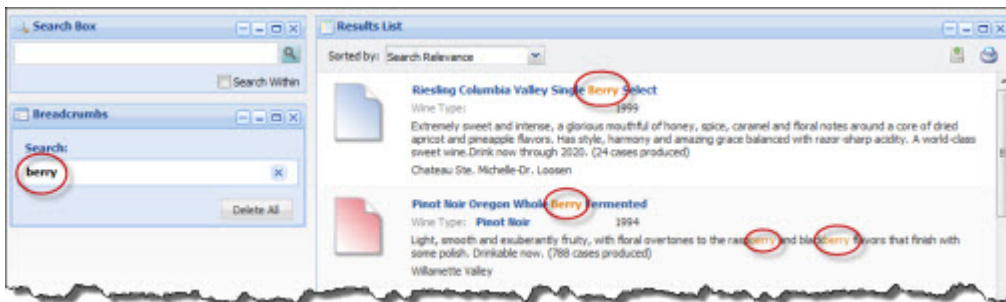 Search Box
Search Within
Breadcrumbs
Search:
berry
Delete All
Results List
Sorted by: Search Relevance
Riesling Columbia Valley Single Berry Select
Wine Type: 1999
Extremely sweet and intense, a glorious mouthful of honey, spice, caramel and floral notes around a core of dried
apricot and pineapple flavors. Has style, harmony and amazing grace balanced with razor-sharp acidity. A world-class
sweet wine.Drink now through 2020. (24 cases produced)
Chateau Ste. Michelle-Dr. Loosen
Pinot Noir Oregon Whole Berry Fermented
Wine Type: Pinot Noir 1994
Light, smooth and exuberantly fruity, with floral overtones to the raspberry and blackberry flavors that finish with
some polish. Drinkable now. (788 cases produced)
Willamette Valley